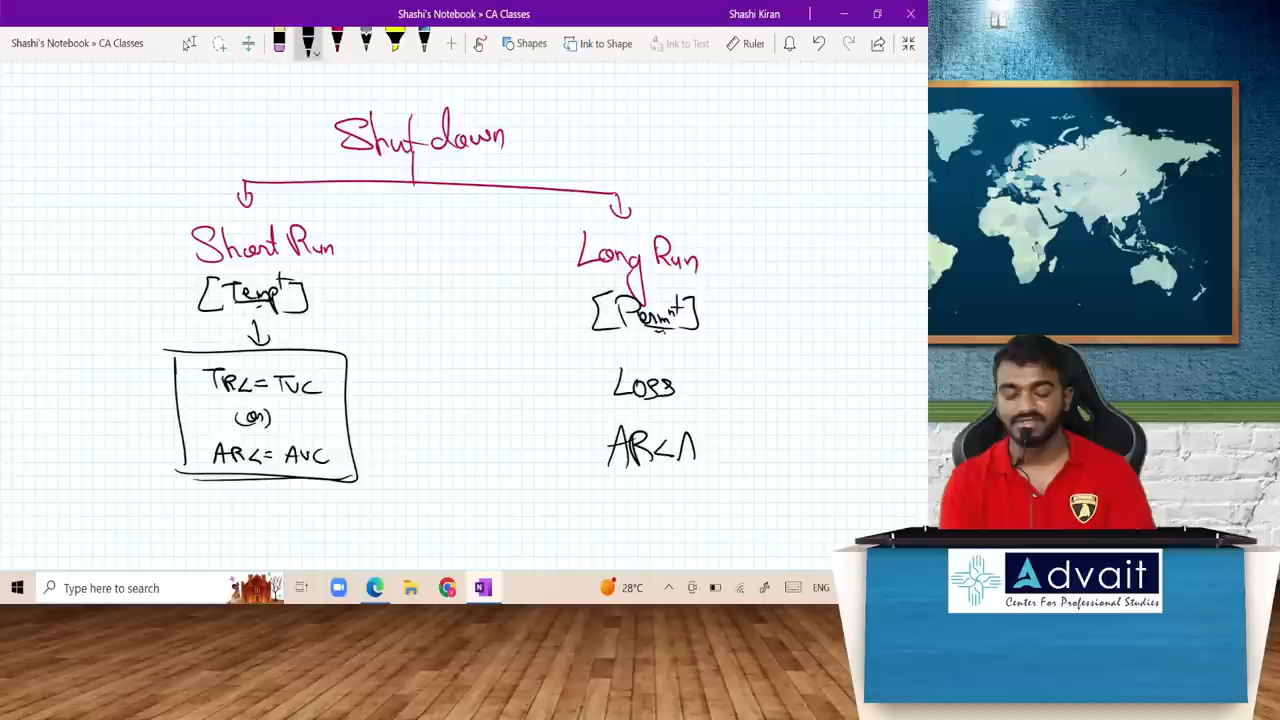 Shashi's Notebook » CA Classes
Shashi Kiran
Shashi's Notebook » CA Classes
Shapes
Ink to Shape
Ink to Text
Ruler
Shut down
Short Run
Long Run
[Tempt]
[Permnt]
TR<= TVC
(or)
AR<= AVC
Loss
AR<A
Type here to search
28°C
ENG
Advait
Center For Professional Studies